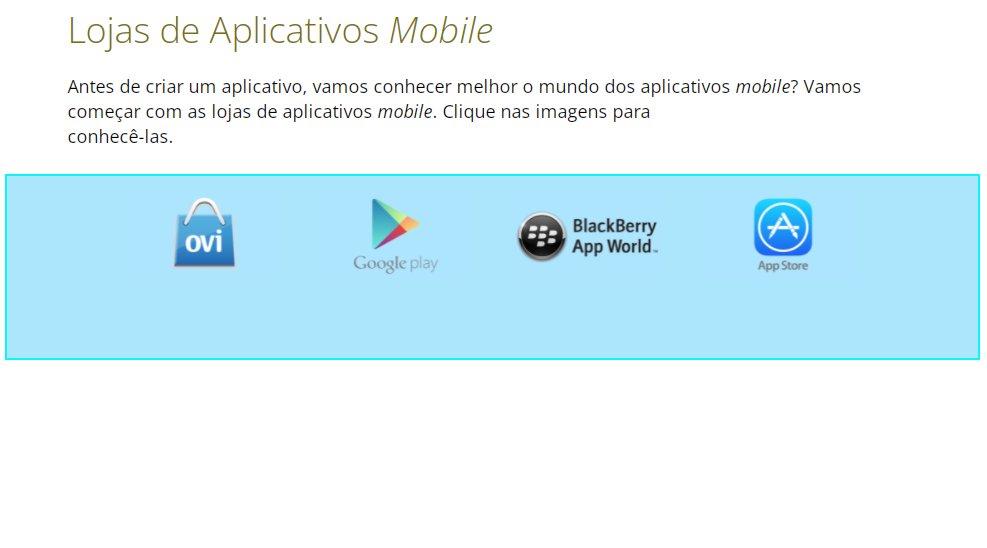 Lojas de Aplicativos Mobile
Antes de criar um aplicativo, vamos conhecer melhor o mundo dos aplicativos mobile? Vamos
começar com as lojas de aplicativos mobile. Clique nas imagens para
conhecê-las.
ovi
Google play
BlackBerry
App World™
App Store